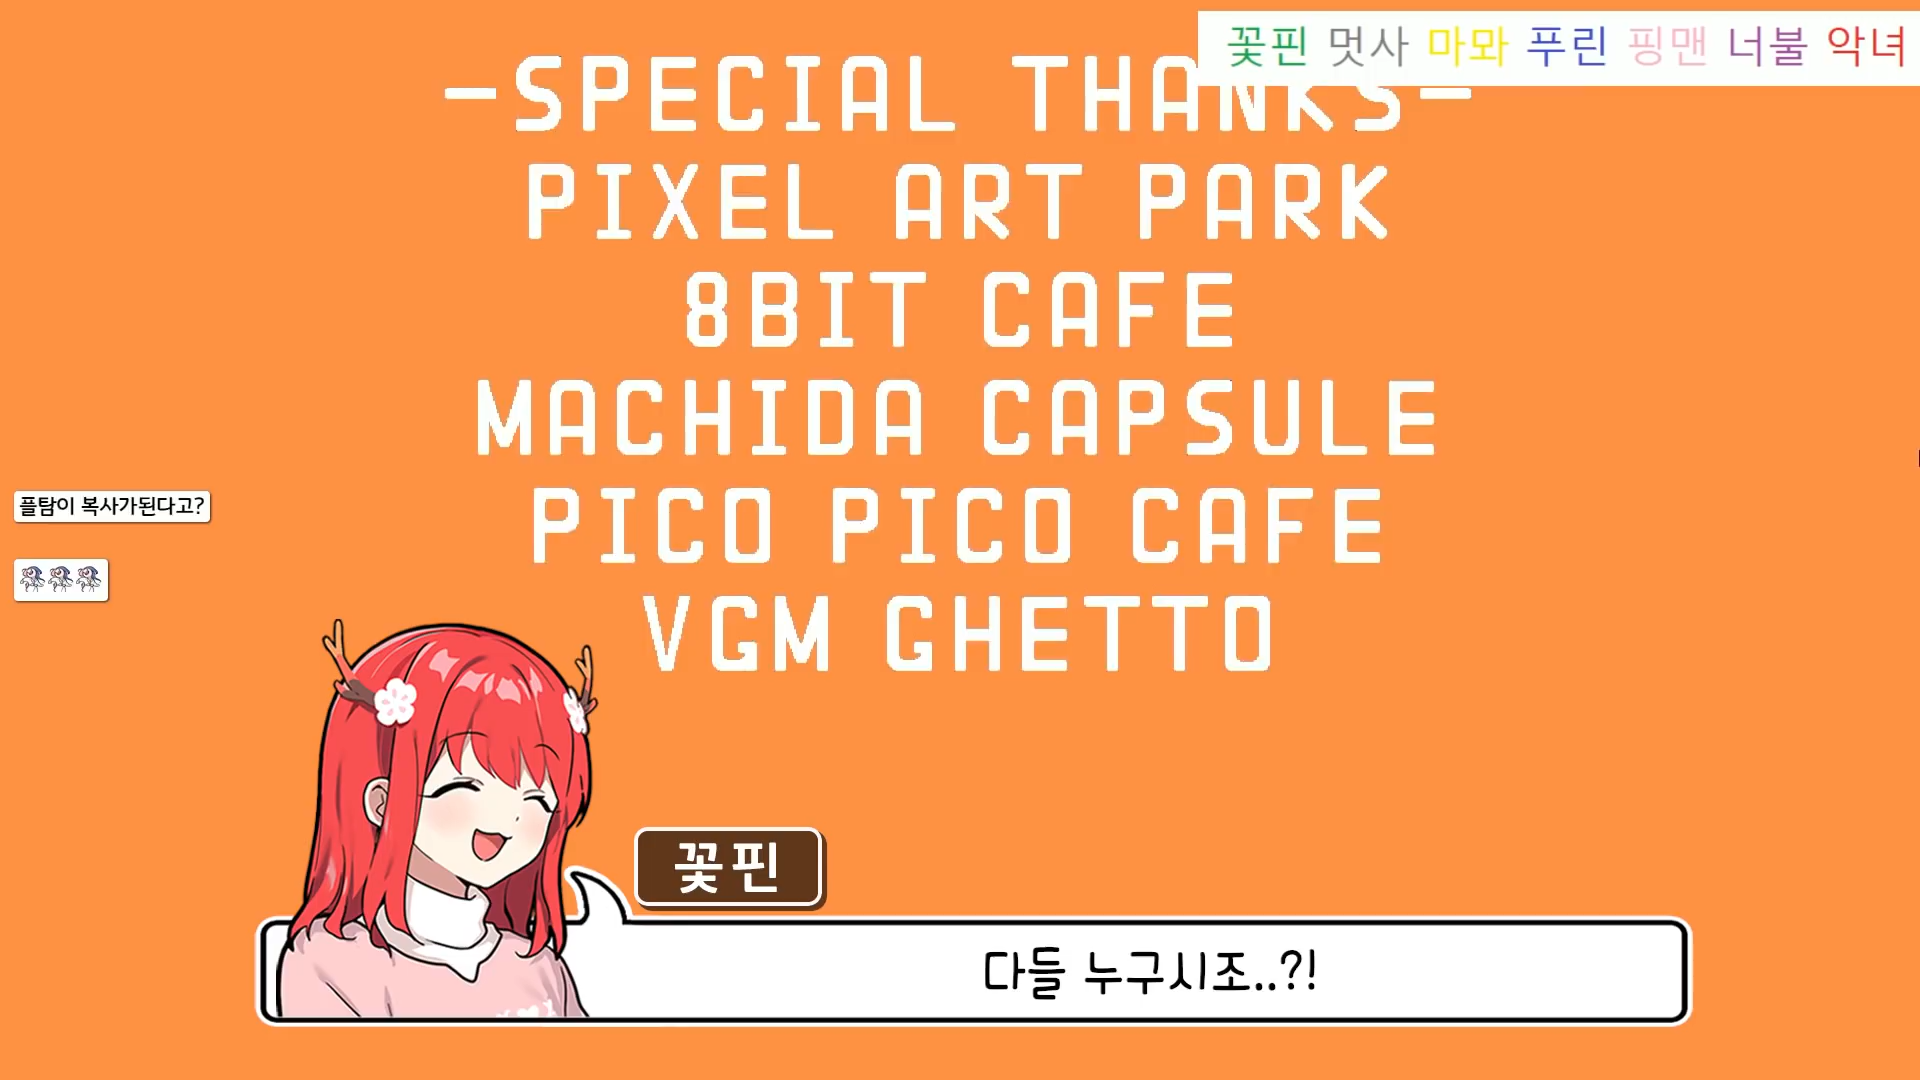 꽃핀 멋사 마뫄 푸린 핑맨 너불 악녀
-SPECIAL THANKS-
PIXEL ART PARK
8BIT CAFE
MACHIDA CAPSULE
PICO PICO CAFE
VGM GHETTO
플탐이 복사가된다고?
꽃핀
다들 누구시조..?!